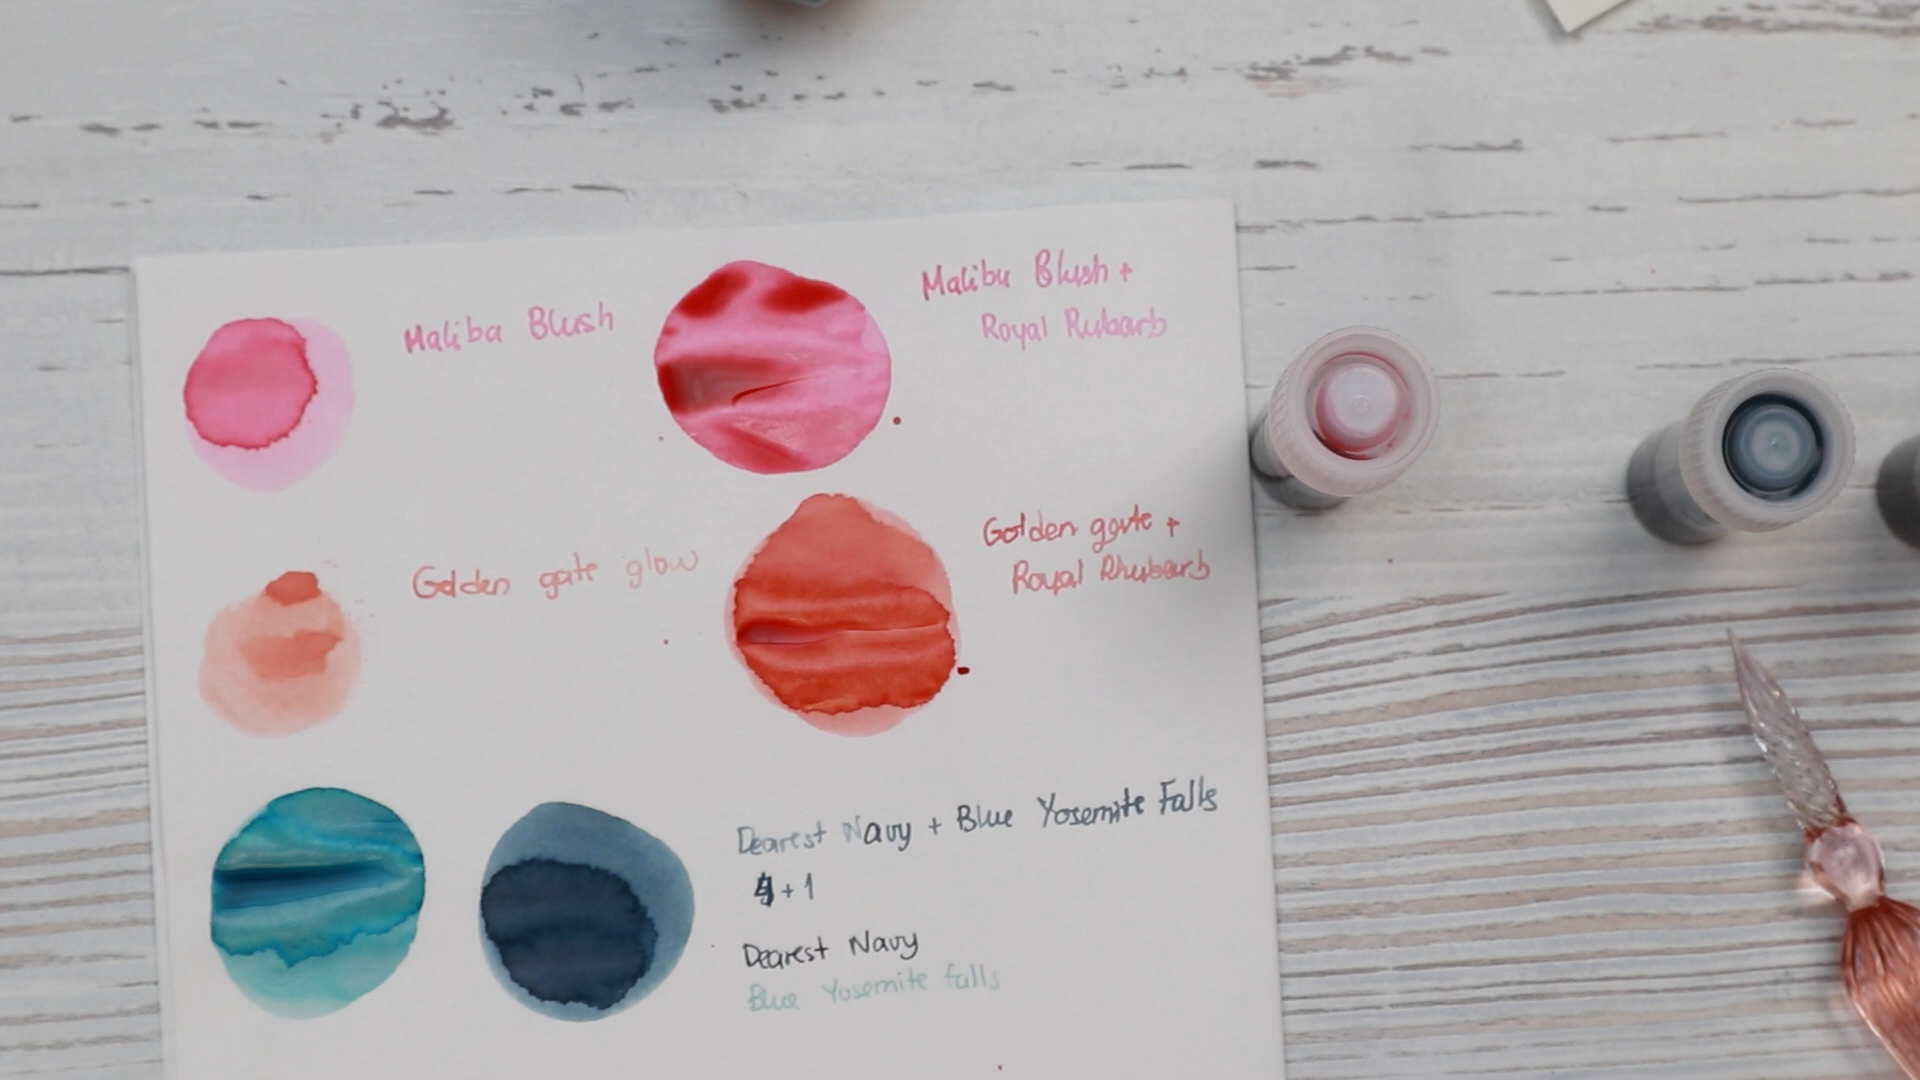 Maliba Blush
Malibu Blush +
Royal Rubarb
Golden gate glow
Golden gate +
Royal Rhubarb
Dearest Navy + Blue Yosemite Falls
4 + 1
Dearest Navy
Blue Yosemite falls